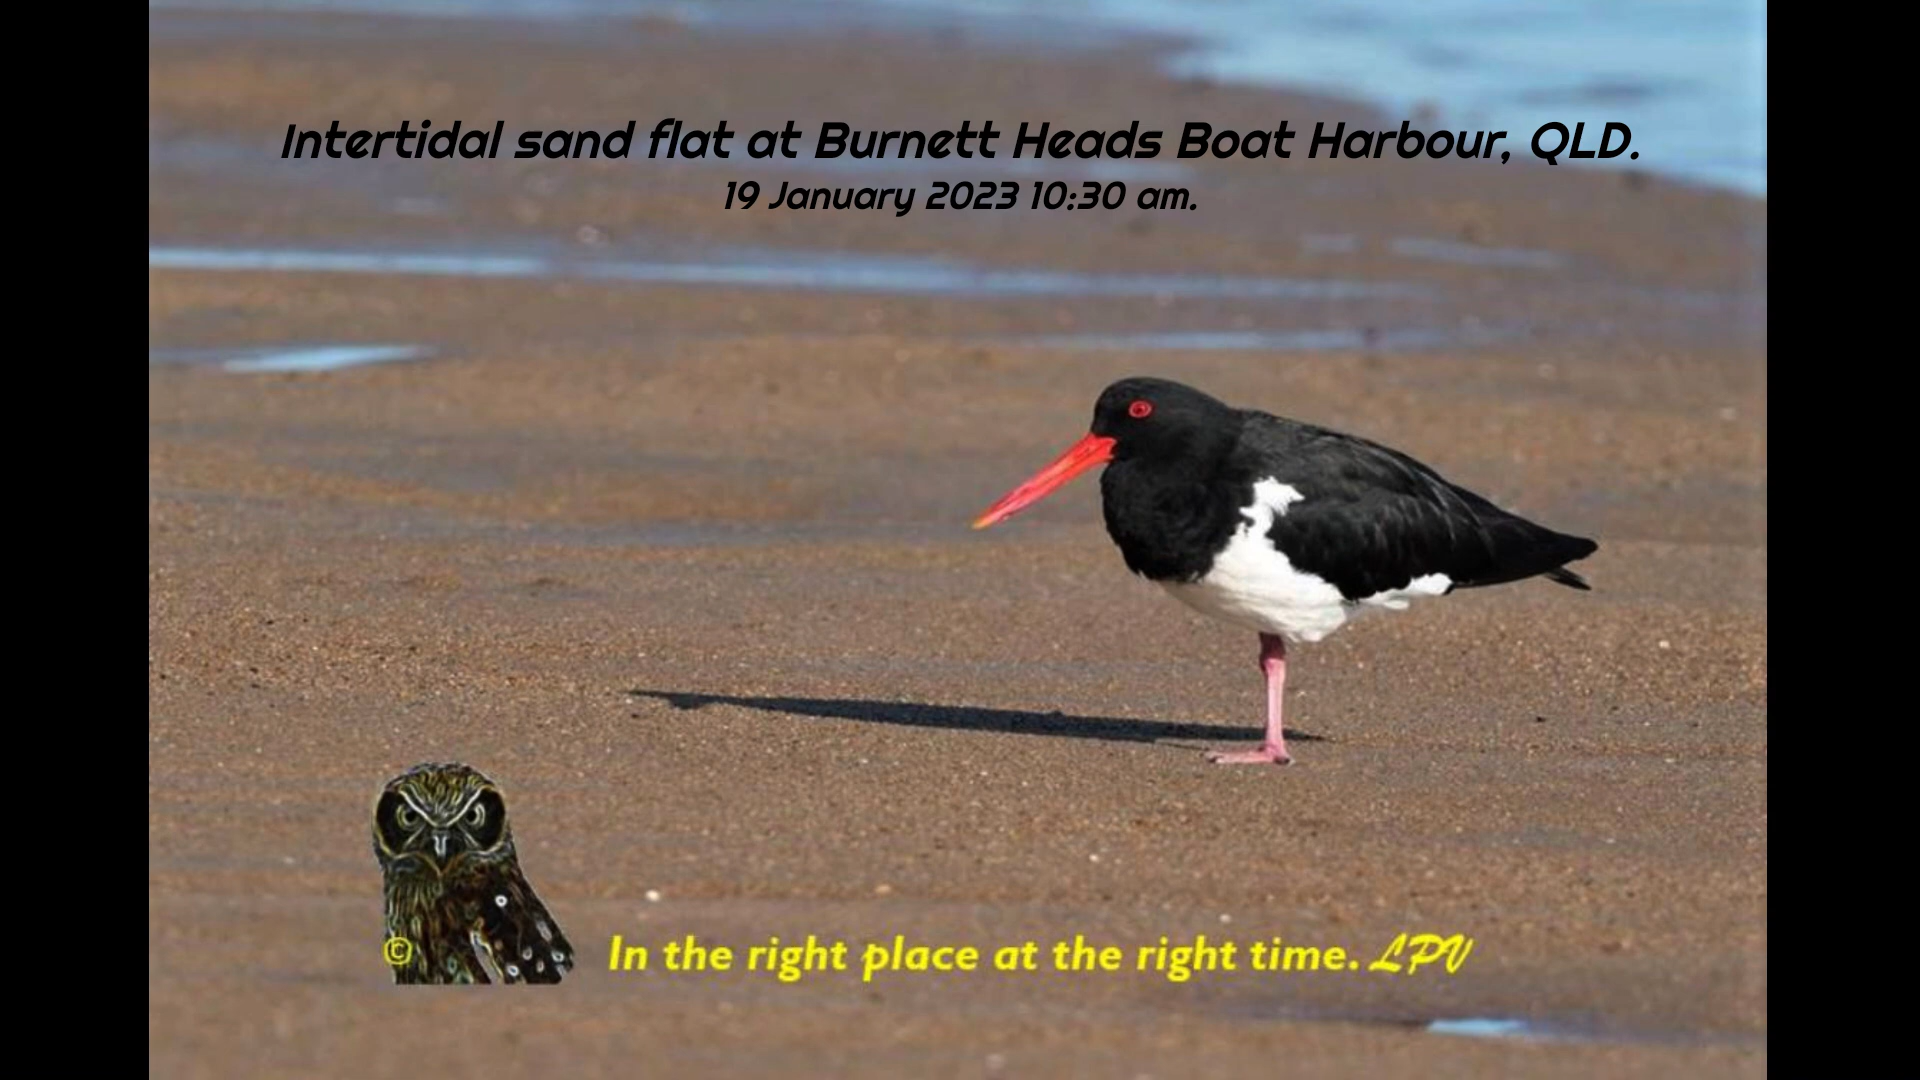 Intertidal sand flat at Burnett Heads Boat Harbour, QLD.
19 January 2023 10:30 am.
© In the right place at the right time. LPV